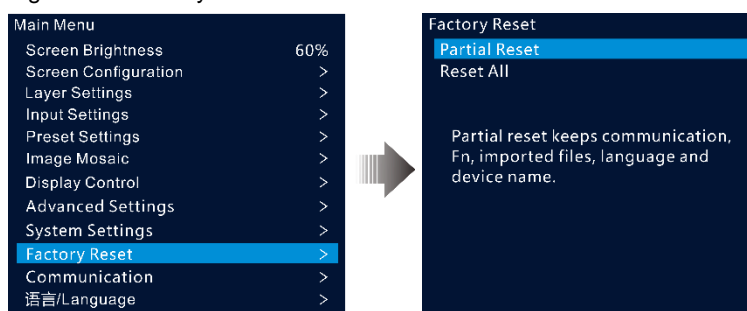 Main Menu
Screen Brightness 60%
Screen Configuration >
Layer Settings >
Input Settings >
Preset Settings >
Image Mosaic >
Display Control >
Advanced Settings >
System Settings >
Factory Reset >
Communication >
语言/Language >
Factory Reset
Partial Reset
Reset All
Partial reset keeps communication,
Fn, imported files, language and
device name.